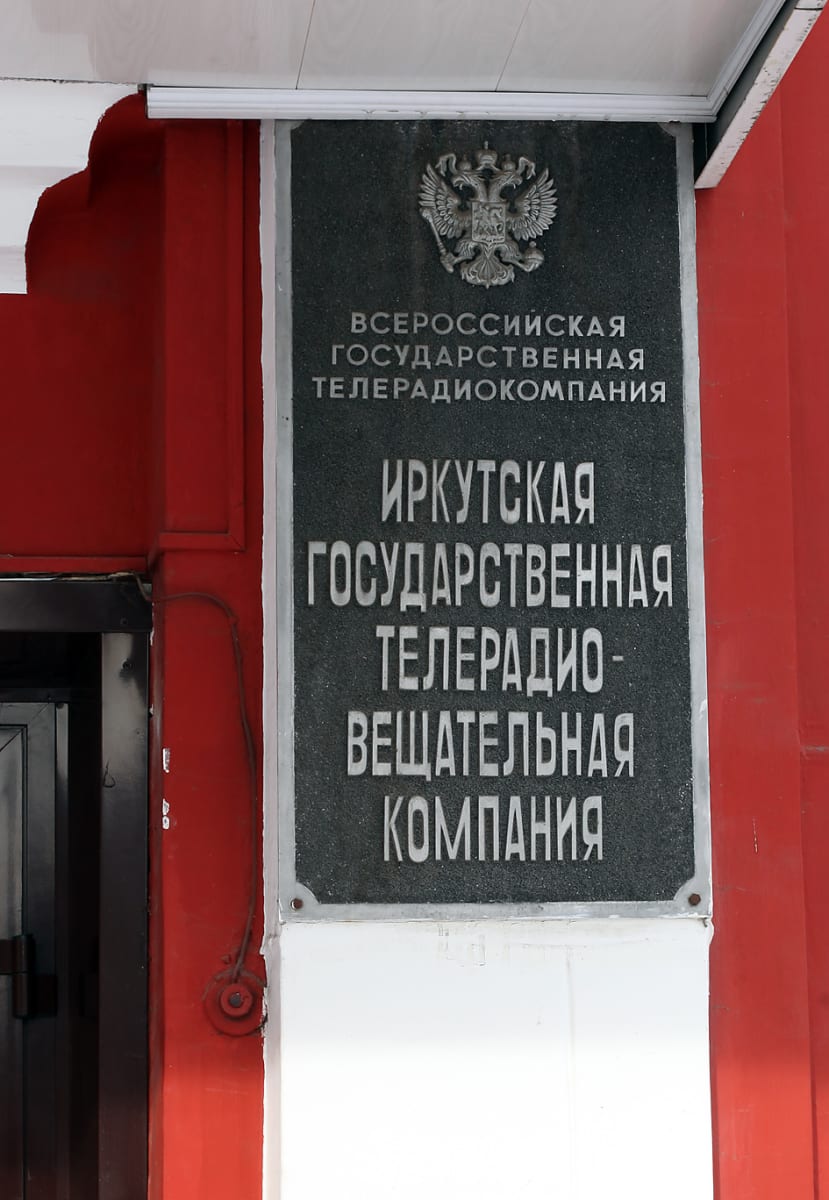 ВСЕРОССИЙСКАЯ
ГОСУДАРСТВЕННАЯ
ТЕЛЕРАДИОКОМПАНИЯ
ИРКУТСКАЯ
ГОСУДАРСТВЕННАЯ
ТЕЛЕРАДИО-
ВЕЩАТЕЛЬНАЯ
КОМПАНИЯ